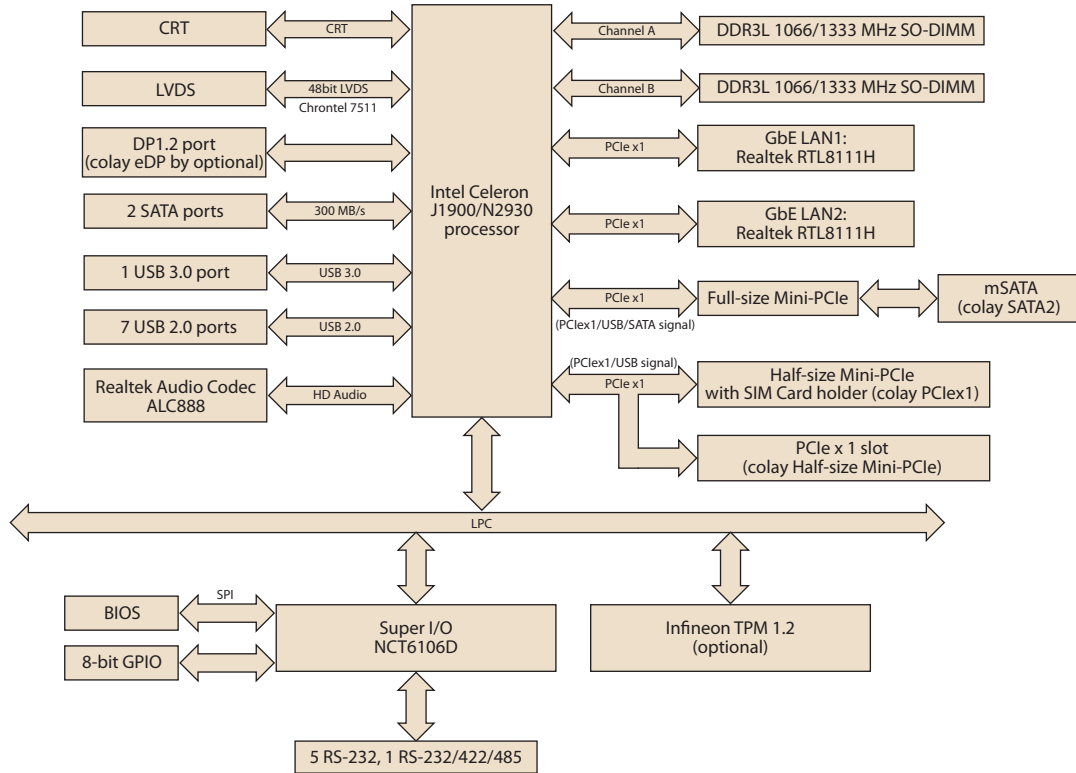 CRT
CRT
LVDS
48bit LVDS
Chrontel 7511
DP1.2 port
(colay eDP by optional)
2 SATA ports
300 MB/s
1 USB 3.0 port
USB 3.0
7 USB 2.0 ports
USB 2.0
Realtek Audio Codec
ALC888
HD Audio
Intel Celeron
J1900/N2930
processor
Channel A
DDR3L 1066/1333 MHz SO-DIMM
Channel B
DDR3L 1066/1333 MHz SO-DIMM
PCIe x1
GbE LAN1:
Realtek RTL8111H
PCIe x1
GbE LAN2:
Realtek RTL8111H
PCIe x1
(PCIex1/USB/SATA signal)
Full-size Mini-PCIe
mSATA
(colay SATA2)
(PCIex1/USB signal)
PCIe x1
Half-size Mini-PCIe
with SIM Card holder (colay PCIex1)
PCIe x 1 slot
(colay Half-size Mini-PCIe)
LPC
BIOS
SPI
8-bit GPIO
Super I/O
NCT6106D
Infineon TPM 1.2
(optional)
5 RS-232, 1 RS-232/422/485